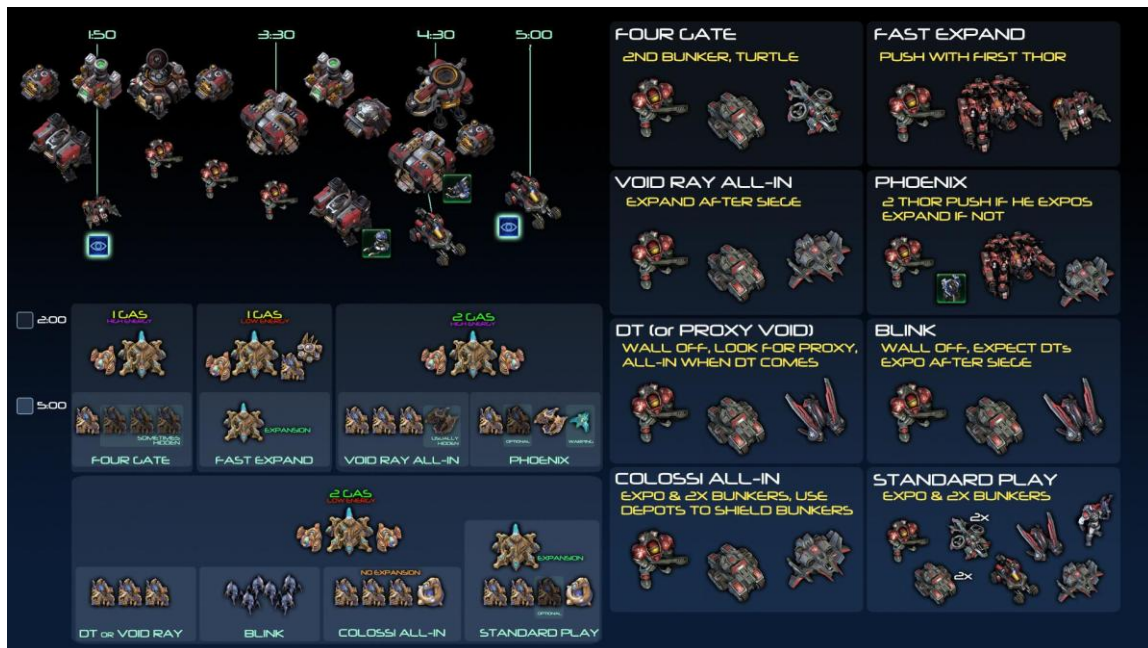 1:50
3:30
4:30
5:00
2:00
1 GAS
HIGH ENERGY
1 GAS
LOW ENERGY
2 GAS
HIGH ENERGY
5:00
SOMETIMES
HIDDEN
EXPANSION
USUALLY
HIDDEN
OPTIONAL
FOUR GATE
FAST EXPAND
VOID RAY ALL-IN
PHOENIX
2 GAS
LOW ENERGY
EXPANSION
NO EXPANSION
OPTIONAL
DT OR VOID RAY
BLINK
COLOSSI ALL-IN
STANDARD PLAY
FOUR GATE
2ND BUNKER, TURTLE
FAST EXPAND
PUSH WITH FIRST THOR
VOID RAY ALL-IN
EXPAND AFTER SIEGE
PHOENIX
2 THOR PUSH IF HE EXPOS
EXPAND IF NOT
DT (or PROXY VOID)
WALL OFF, LOOK FOR PROXY,
ALL-IN WHEN DT COMES
BLINK
WALL OFF, EXPECT DTs
EXPO AFTER SIEGE
COLOSSI ALL-IN
EXPO & 2X BUNKERS, USE
DEPOTS TO SHIELD BUNKERS
STANDARD PLAY
EXPO & 2X BUNKERS
2x
2x